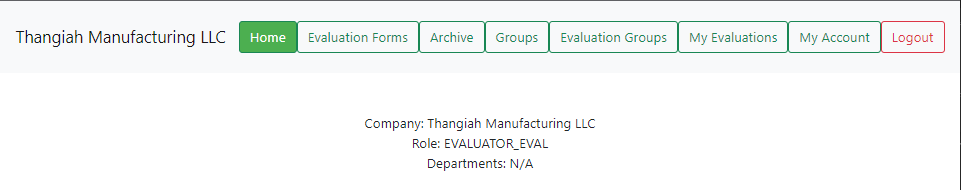 Thangiah Manufacturing LLC Home Evaluation Forms Archive Groups Evaluation Groups My Evaluations My Account Logout
Company: Thangiah Manufacturing LLC
Role: EVALUATOR_EVAL
Departments: N/A